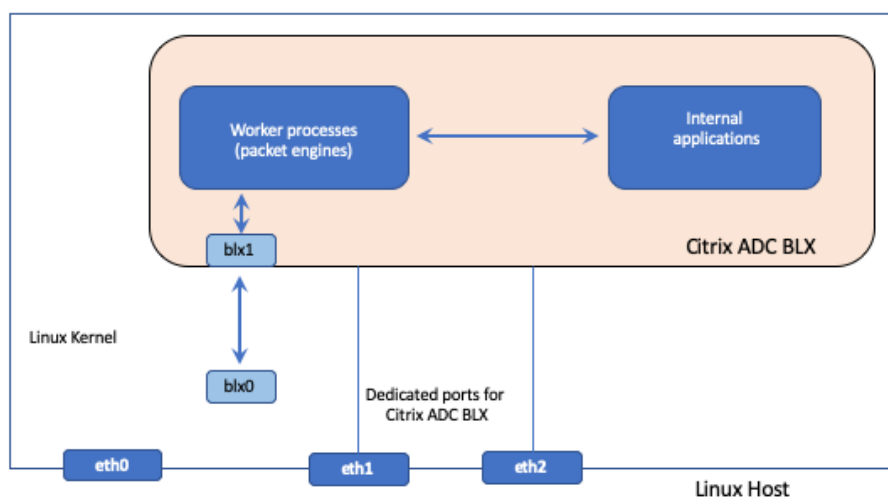 Worker processes
(packet engines)
Internal
applications
blx1
Citrix ADC BLX
Linux Kernel
blx0
Dedicated ports for
Citrix ADC BLX
eth0
eth1
eth2
Linux Host